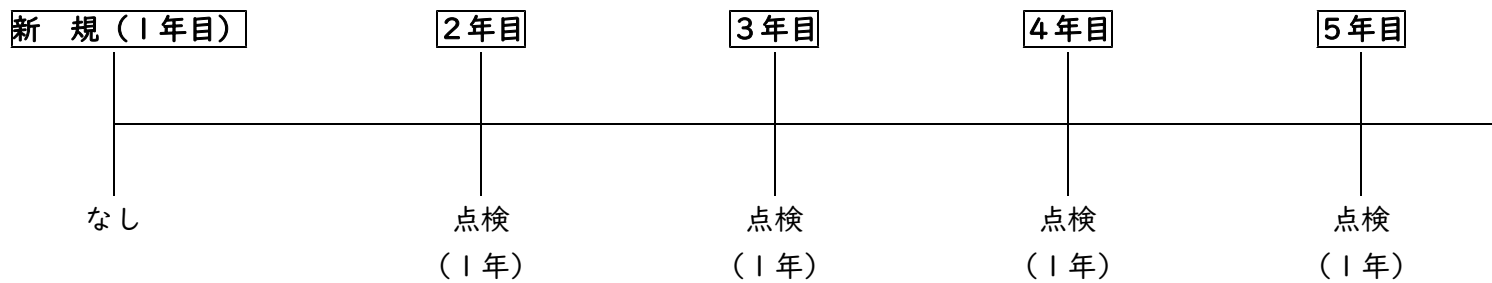 新　規（１年目）
２年目
３年目
４年目
５年目
なし
点検
（１年）
点検
（１年）
点検
（１年）
点検
（１年）